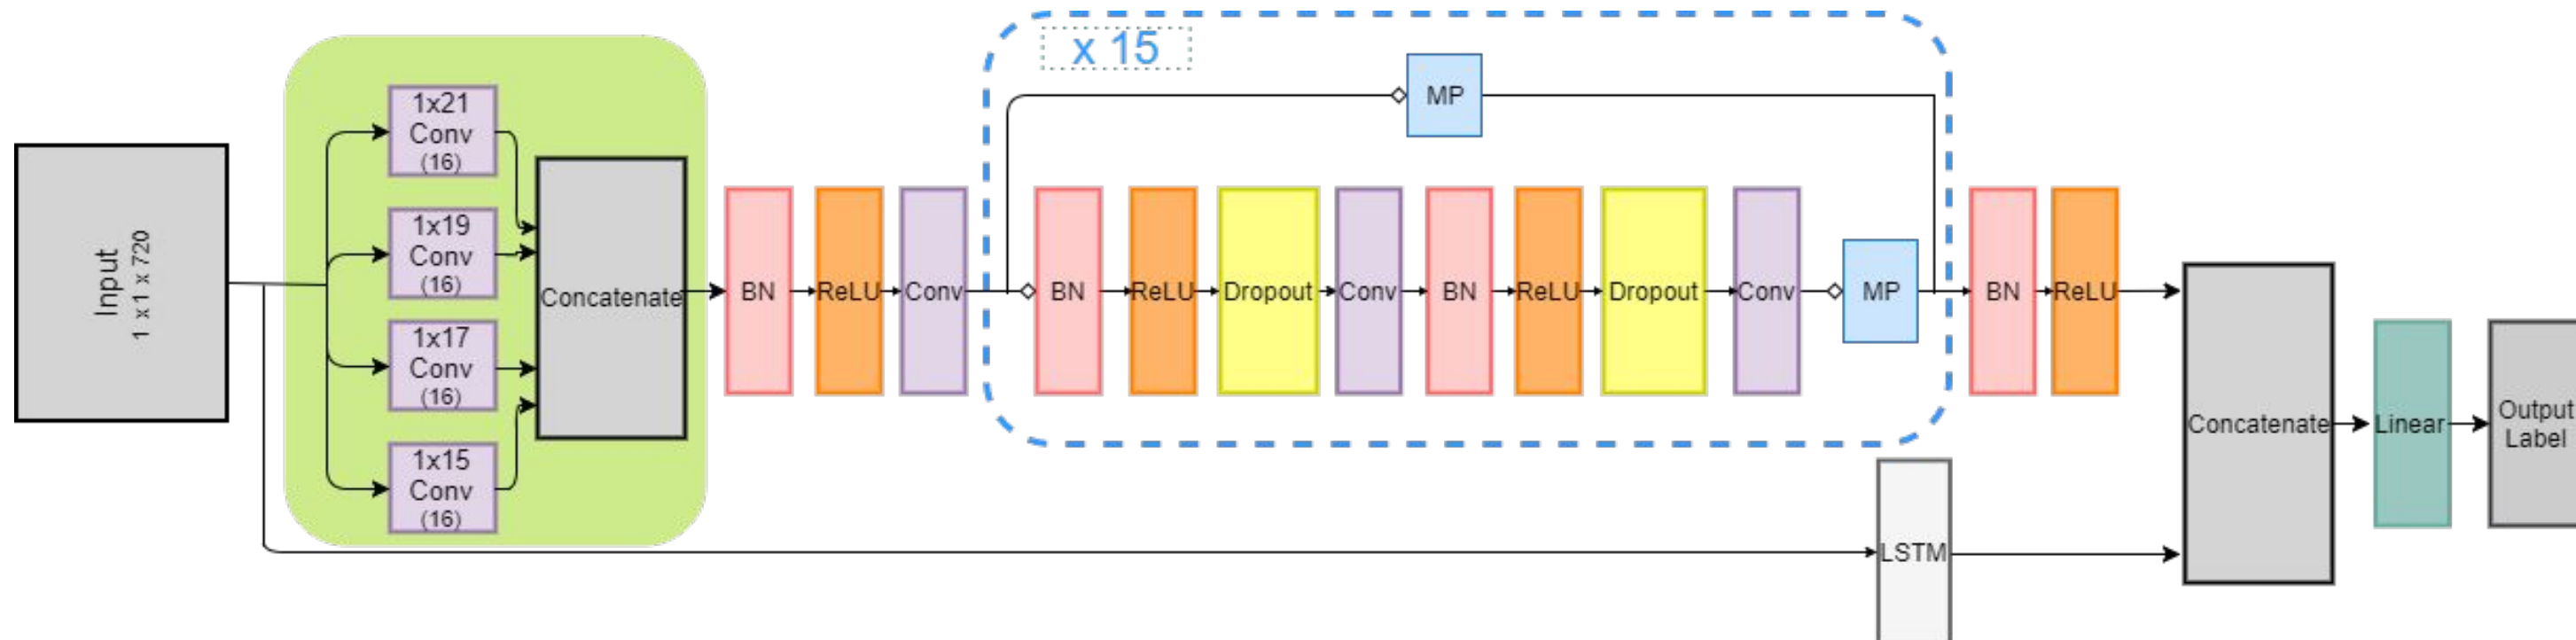 x 15
MP
1x21
Conv
(16)
1x19
Conv
(16)
1x17
Conv
(16)
1x15
Conv
(16)
Input
1 x 1 x 720
Concatenate
BN
ReLU
Conv
BN
ReLU
Dropout
Conv
BN
ReLU
Dropout
Conv
MP
BN
ReLU
LSTM
Concatenate
Linear
Output
Label